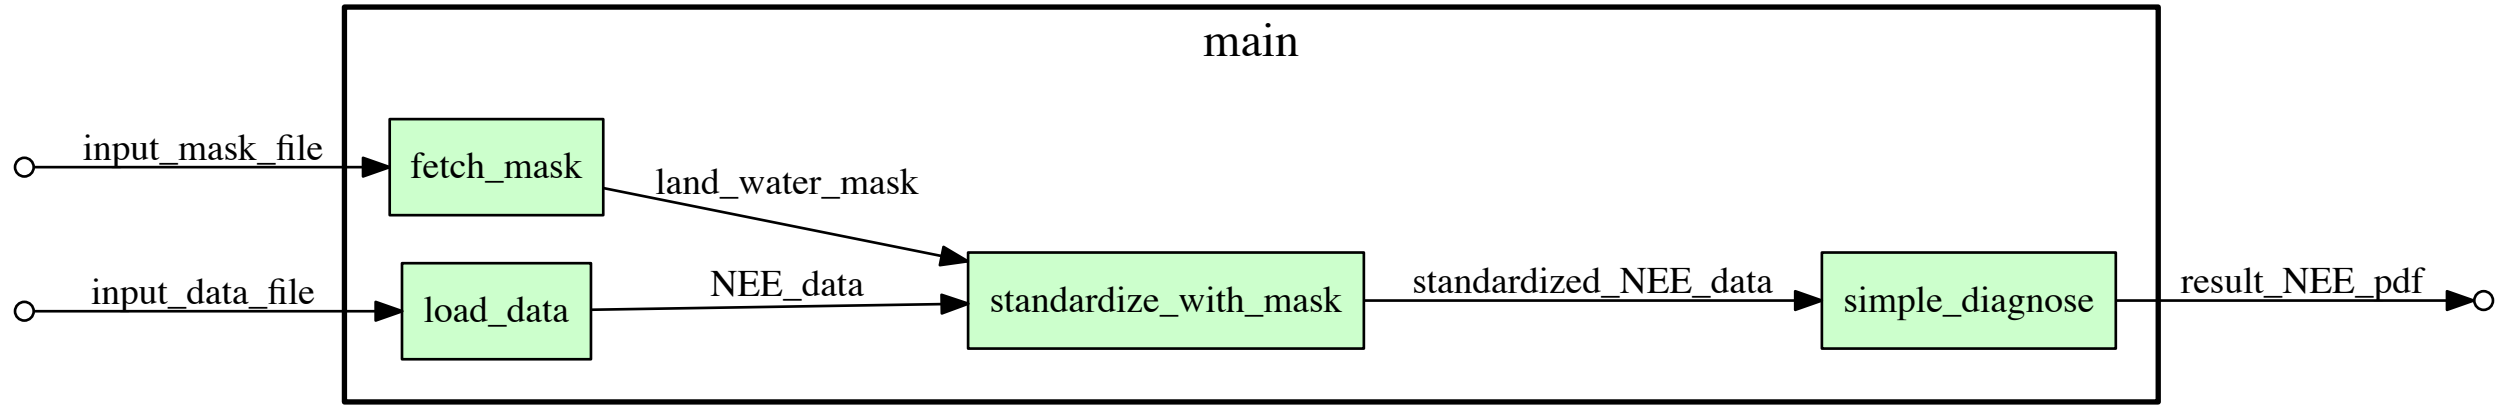 main
input_mask_file
fetch_mask
land_water_mask
input_data_file
load_data
NEE_data
standardize_with_mask
standardized_NEE_data
simple_diagnose
result_NEE_pdf